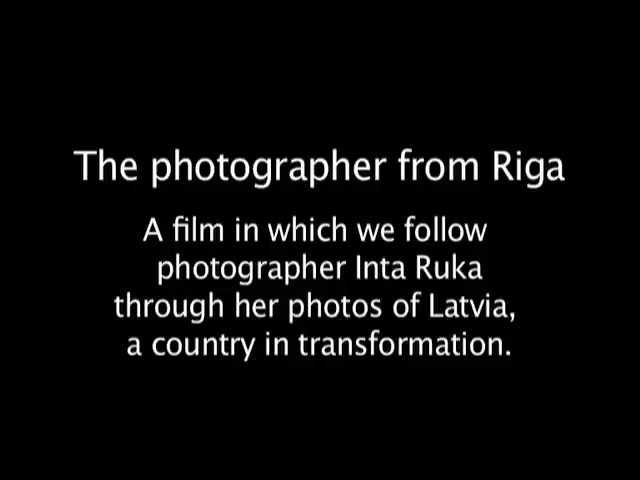 The photographer from Riga
A film in which we follow
photographer Inta Ruka
through her photos of Latvia,
a country in transformation.